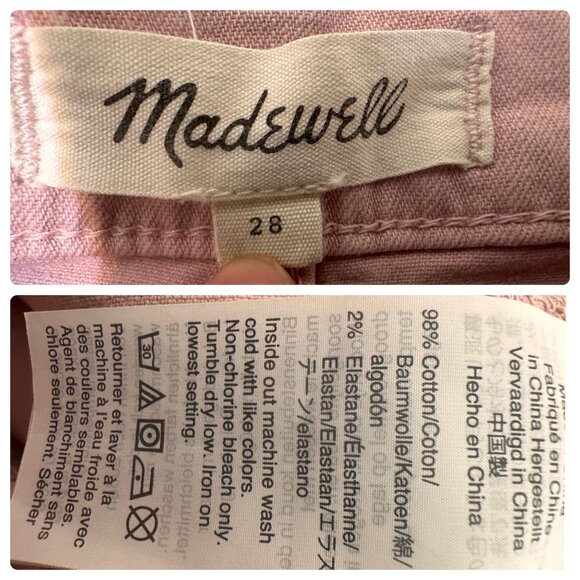 Madewell
28
Fabriqué en Chine
in China Hergestellt
Vervaardigd in China
中国製
Hecho en China
98% Cotton/Coton/
Baumwolle/Katoen/綿/
algodón
2% Elastane/Élasthanne/
Elastan/Elastaan/エラス
テーン/elastano
Inside out machine wash
cold with like colors.
Non-chlorine bleach only.
Tumble dry low. Iron on
lowest setting.
30
Retourner et laver à la
machine à l'eau froide avec
des couleurs semblables.
Agent de blanchiment sans
chlore seulement. Sécher